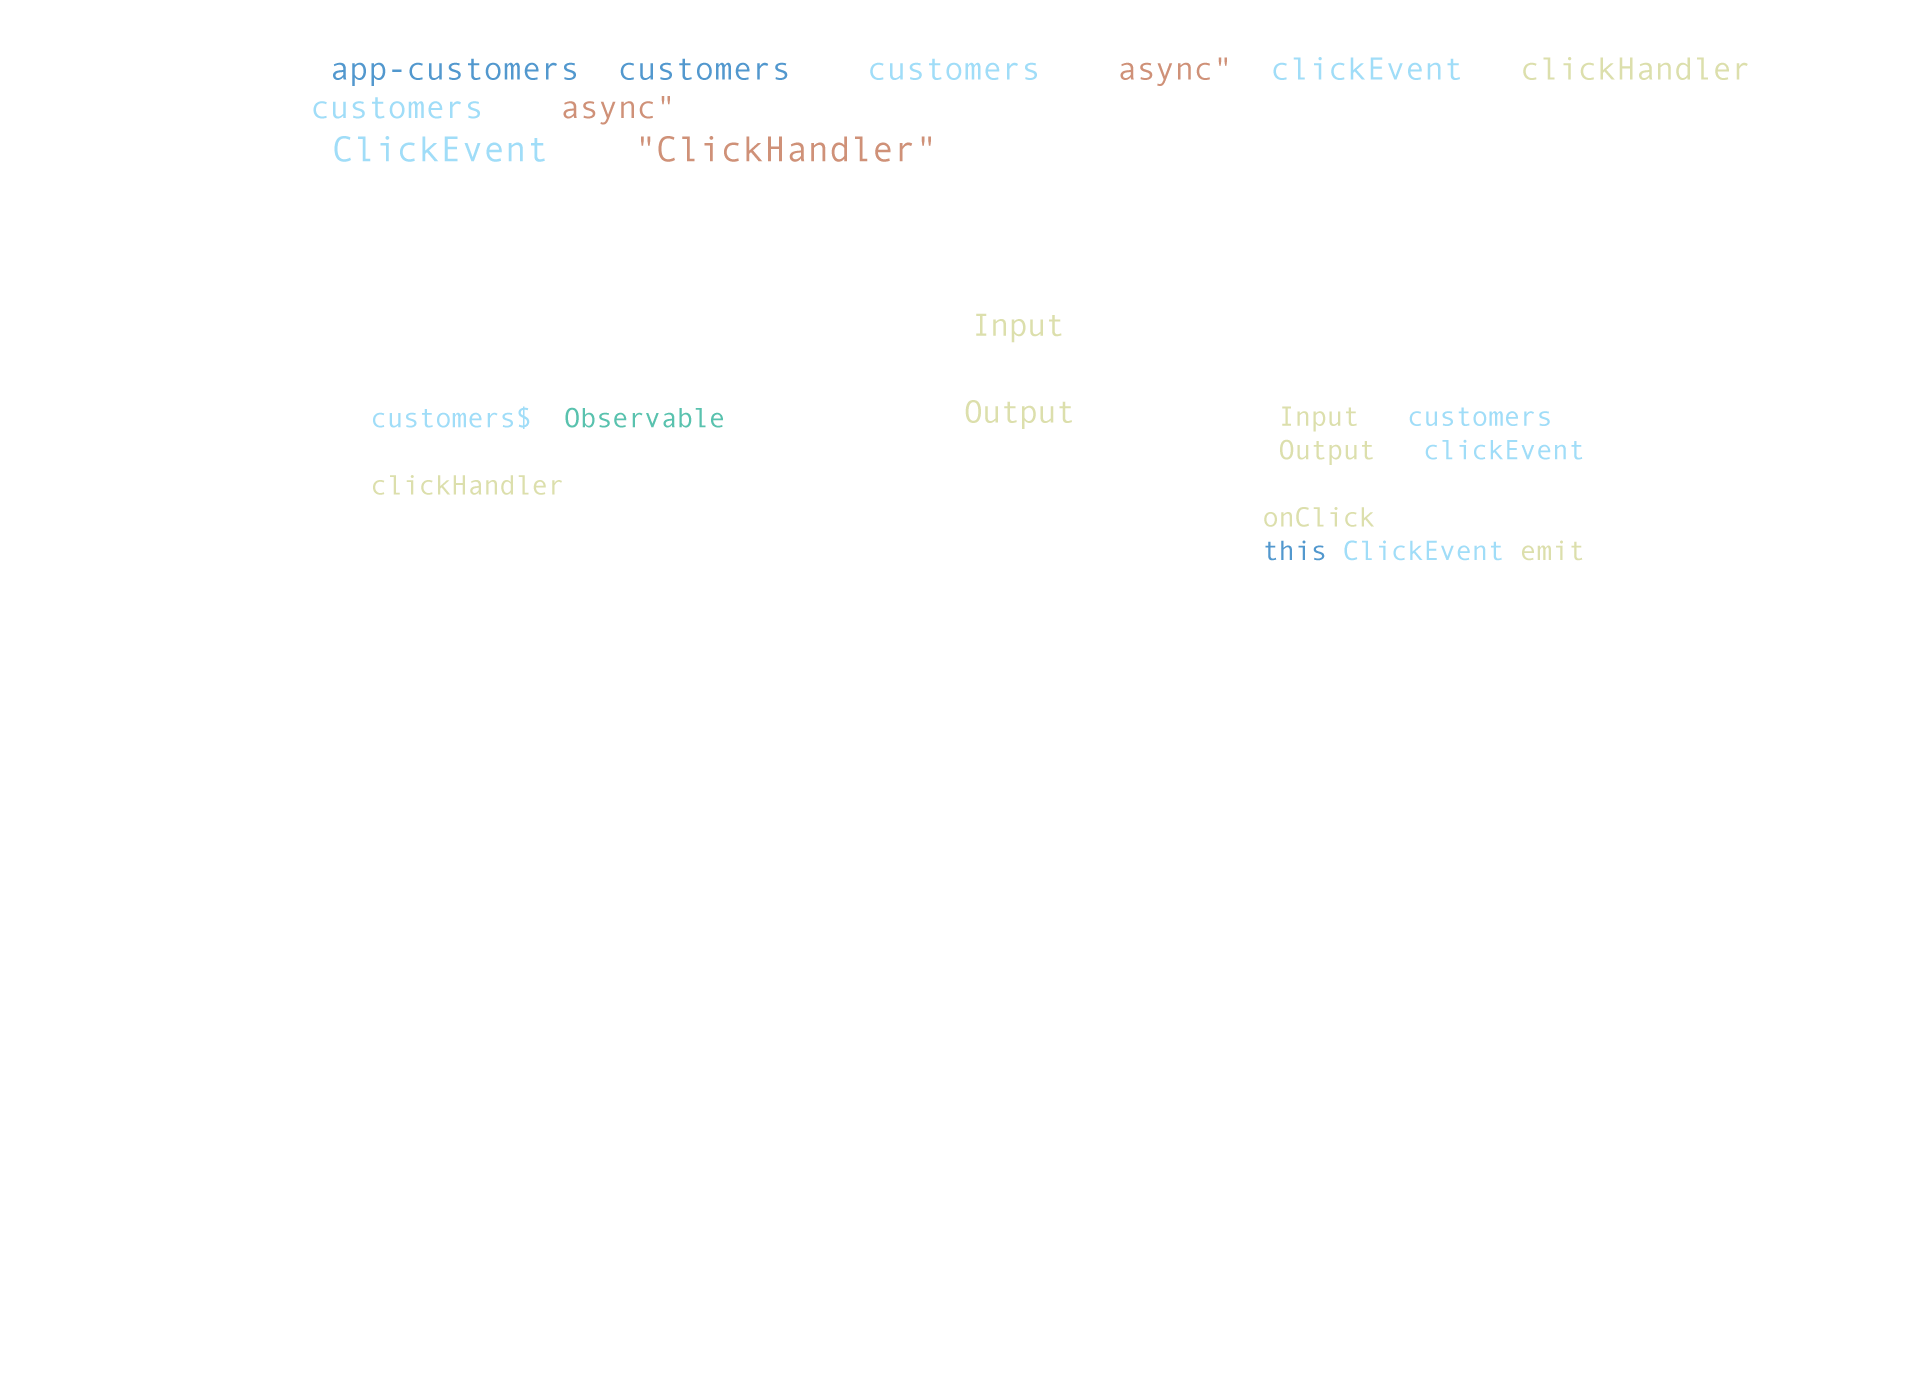 app-customers customers customers async" clickEvent clickHandler
customers async"
ClickEvent "ClickHandler"
Input
Output
customers$ Observable
clickHandler
Input customers
Output clickEvent
onClick
this ClickEvent emit